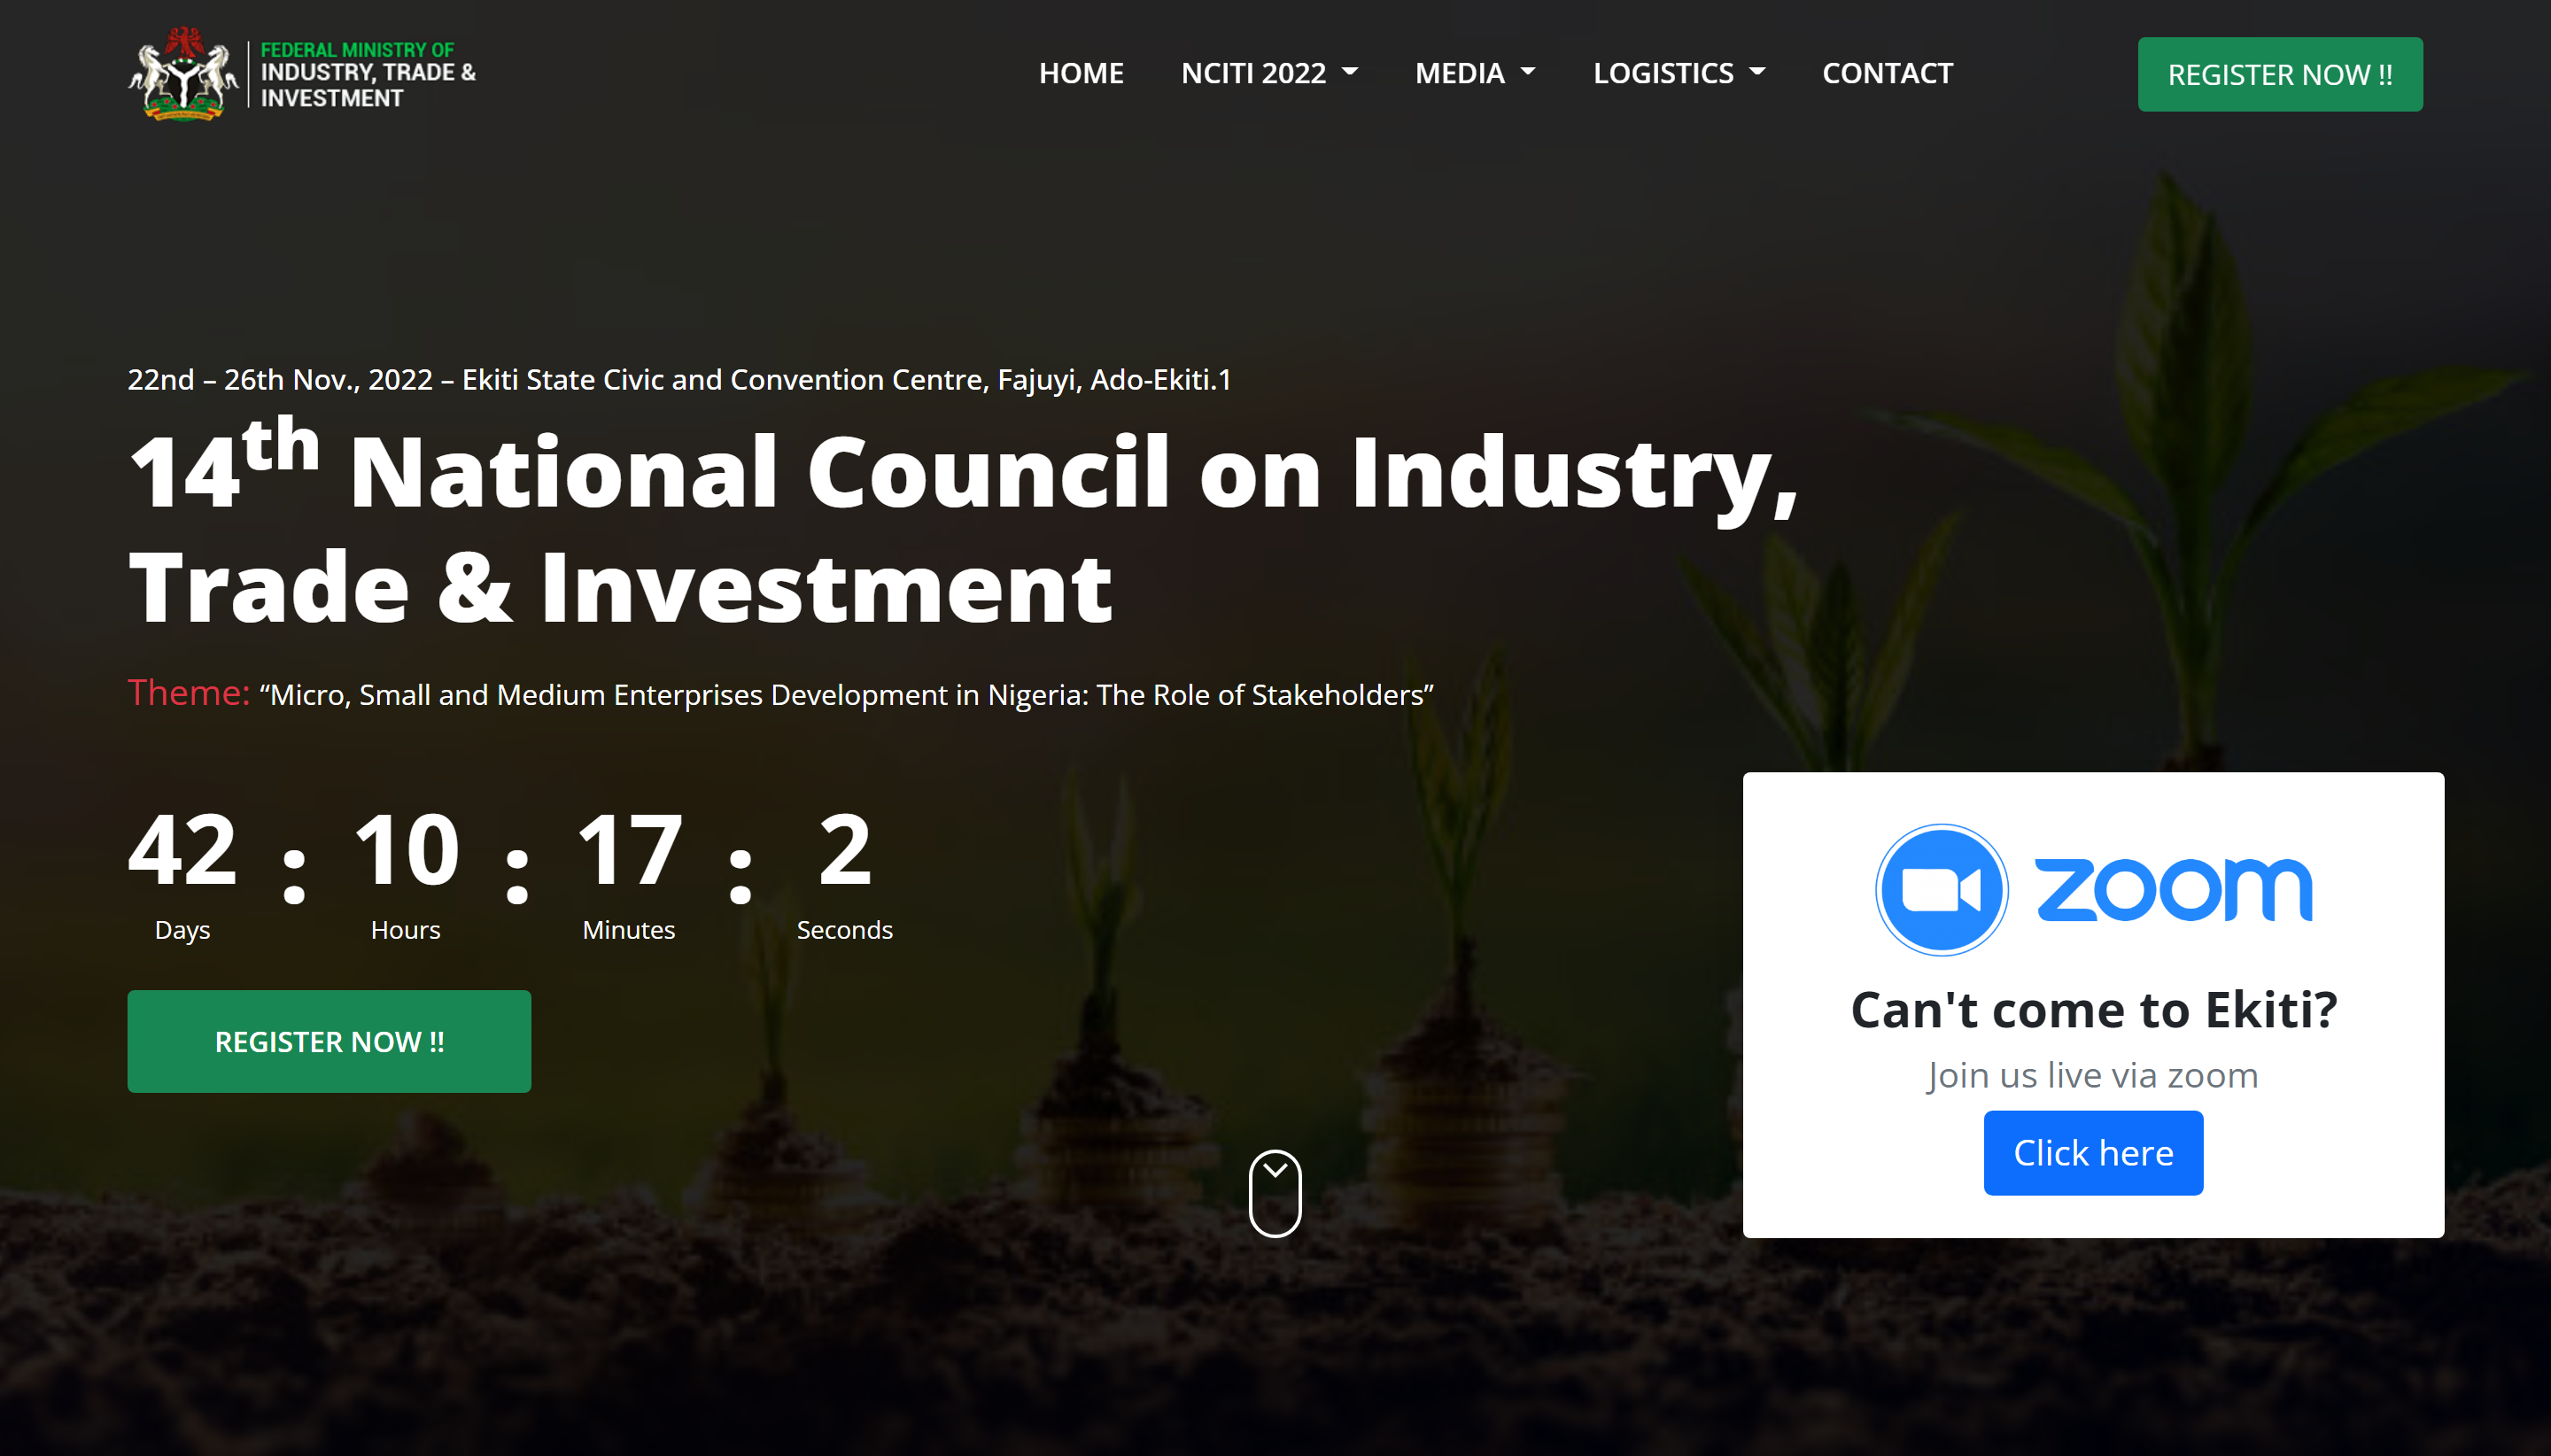 FEDERAL MINISTRY OF
INDUSTRY, TRADE &
INVESTMENT
HOME
NCITI 2022
MEDIA
LOGISTICS
CONTACT
REGISTER NOW !!
22nd – 26th Nov., 2022 – Ekiti State Civic and Convention Centre, Fajuyi, Ado-Ekiti.1
14th National Council on Industry,
Trade & Investment
Theme: “Micro, Small and Medium Enterprises Development in Nigeria: The Role of Stakeholders”
42 : 10 : 17 : 2
Days Hours Minutes Seconds
REGISTER NOW !!
zoom
Can't come to Ekiti?
Join us live via zoom
Click here